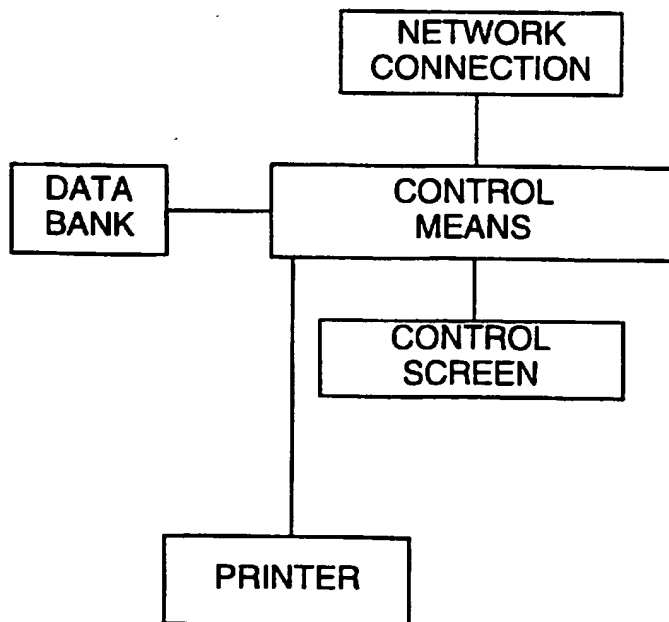 NETWORK
CONNECTION
DATA
BANK
CONTROL
MEANS
CONTROL
SCREEN
PRINTER